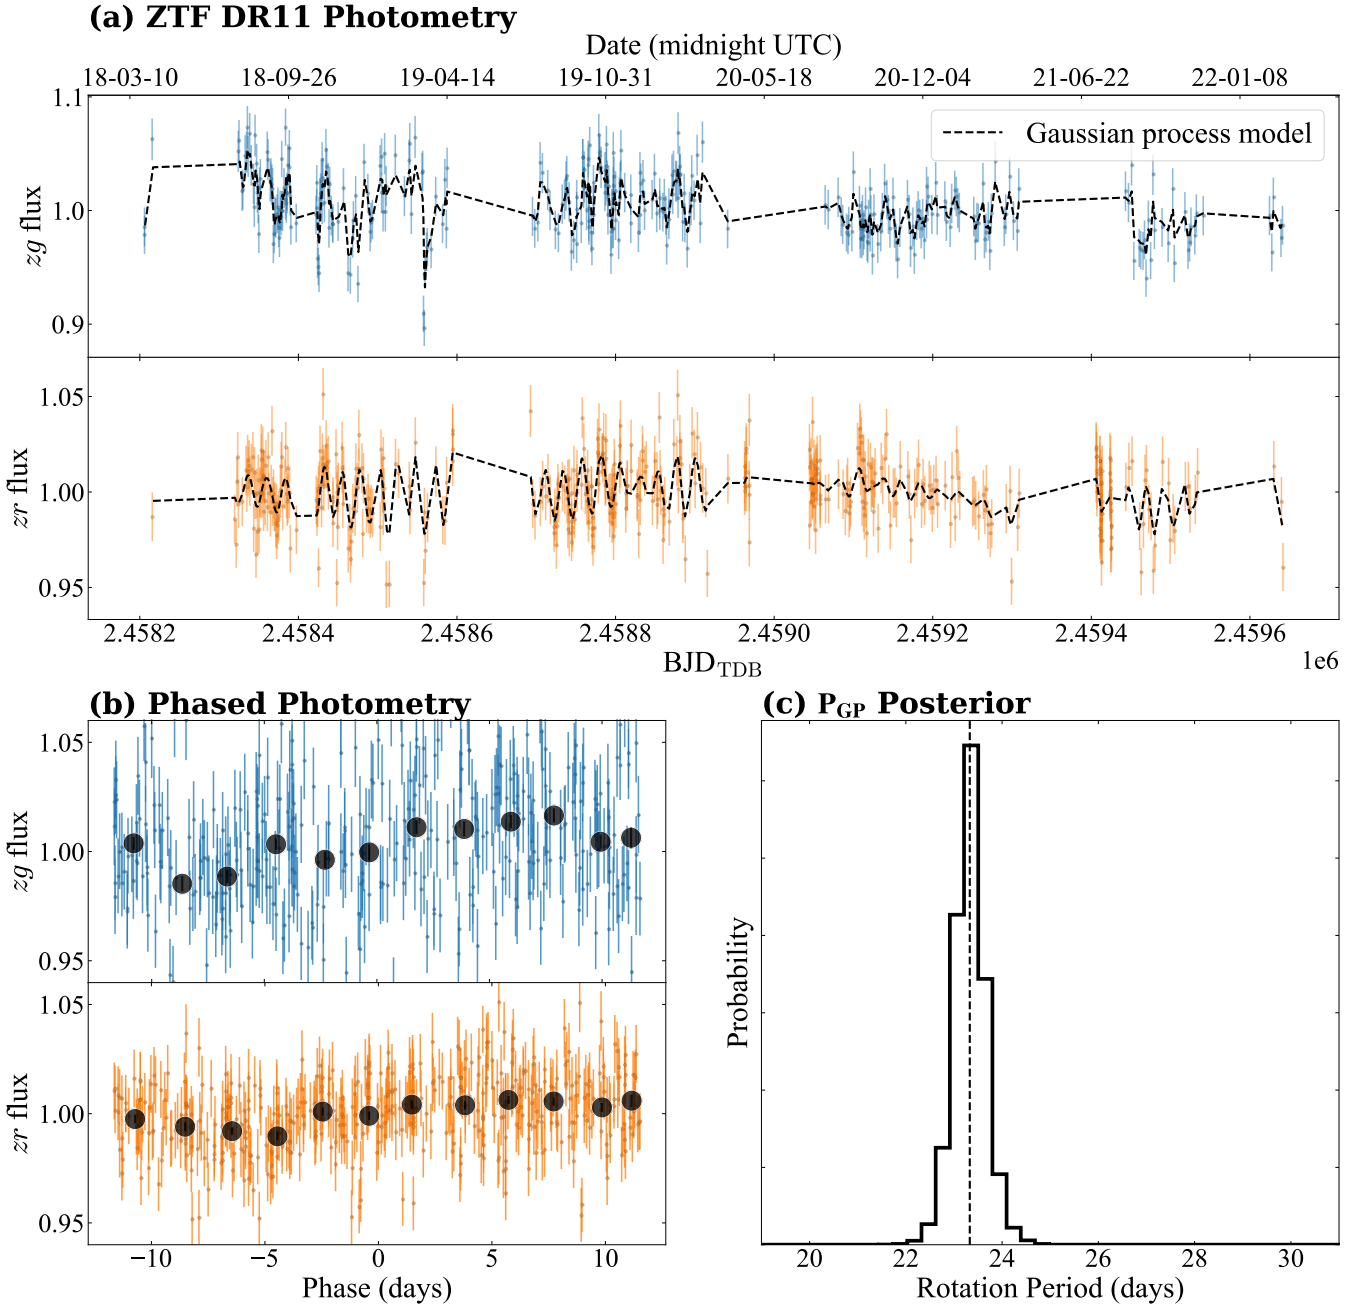 (a) ZTF DR11 Photometry
Date (midnight UTC)
18-03-10 18-09-26 19-04-14 19-10-31 20-05-18 20-12-04 21-06-22 22-01-08
1.1
Gaussian process model
1.0
zg flux
0.9
1.05
1.00
zr flux
0.95
2.4582 2.4584 2.4586 2.4588 2.4590 2.4592 2.4594 2.4596
BJD_TDB
1e6
(b) Phased Photometry
1.05
1.00
zg flux
0.95
1.05
1.00
zr flux
0.95
−10 −5 0 5 10
Phase (days)
(c) P_GP Posterior
Probability
20 22 24 26 28 30
Rotation Period (days)